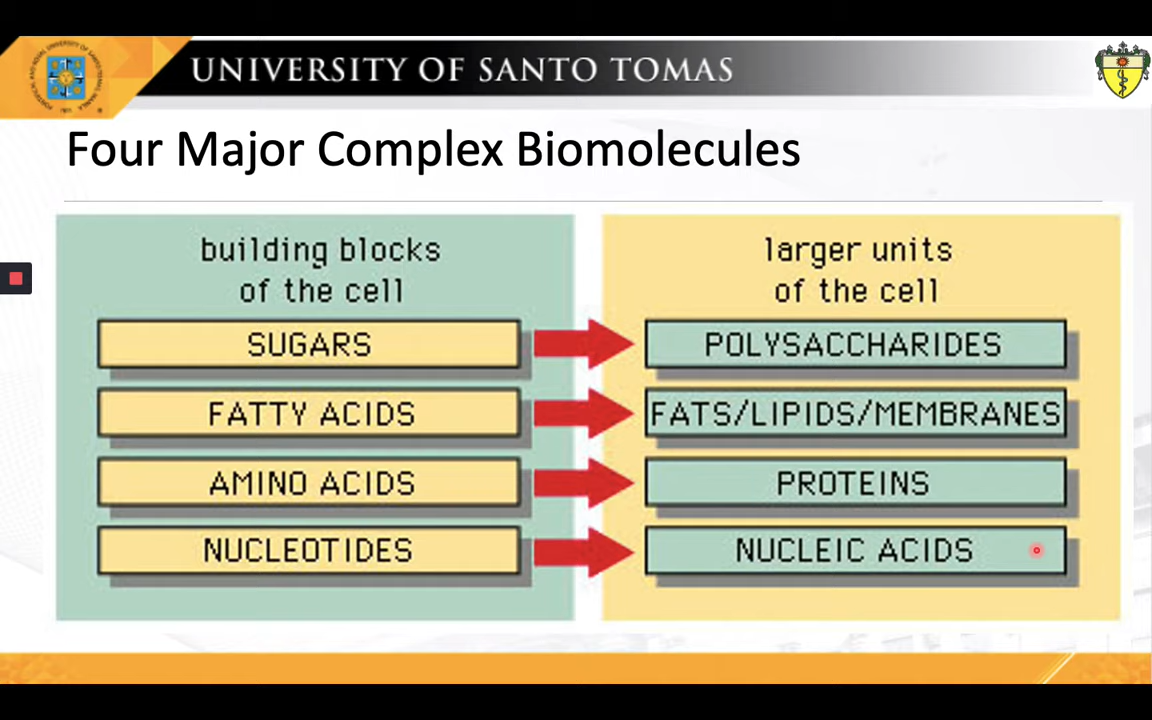 UNIVERSITY OF SANTO TOMAS
Four Major Complex Biomolecules
building blocks
of the cell
larger units
of the cell
SUGARS
POLYSACCHARIDES
FATTY ACIDS
FATS/LIPIDS/MEMBRANES
AMINO ACIDS
PROTEINS
NUCLEOTIDES
NUCLEIC ACIDS